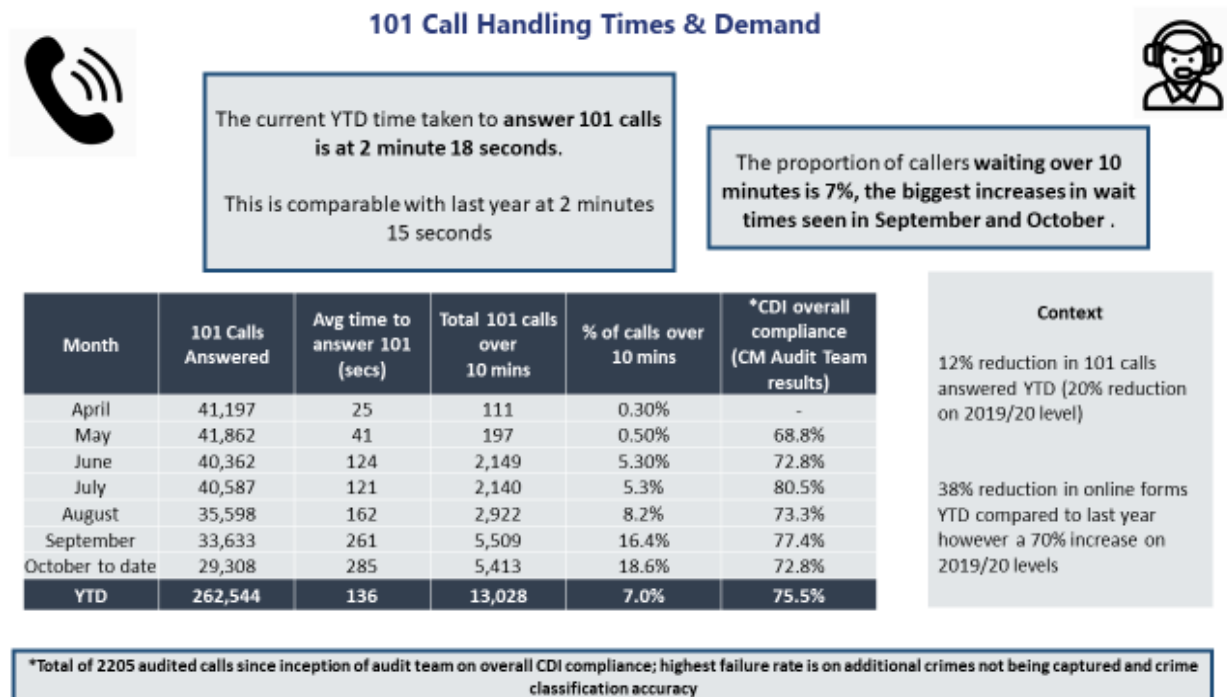 101 Call Handling Times & Demand
The current YTD time taken to answer 101 calls
is at 2 minute 18 seconds.
This is comparable with last year at 2 minutes
15 seconds
The proportion of callers waiting over 10
minutes is 7%, the biggest increases in wait
times seen in September and October .
Month | 101 Calls Answered | Avg time to answer 101 (secs) | Total 101 calls over 10 mins | % of calls over 10 mins | *CDI overall compliance (CM Audit Team results)
April | 41,197 | 25 | 111 | 0.30% | -
May | 41,862 | 41 | 197 | 0.50% | 68.8%
June | 40,362 | 124 | 2,149 | 5.30% | 72.8%
July | 40,587 | 121 | 2,140 | 5.3% | 80.5%
August | 35,598 | 162 | 2,922 | 8.2% | 73.3%
September | 33,633 | 261 | 5,509 | 16.4% | 77.4%
October to date | 29,308 | 285 | 5,413 | 18.6% | 72.8%
YTD | 262,544 | 136 | 13,028 | 7.0% | 75.5%
Context
12% reduction in 101 calls
answered YTD (20% reduction
on 2019/20 level)
38% reduction in online forms
YTD compared to last year
however a 70% increase on
2019/20 levels
*Total of 2205 audited calls since inception of audit team on overall CDI compliance; highest failure rate is on additional crimes not being captured and crime
classification accuracy